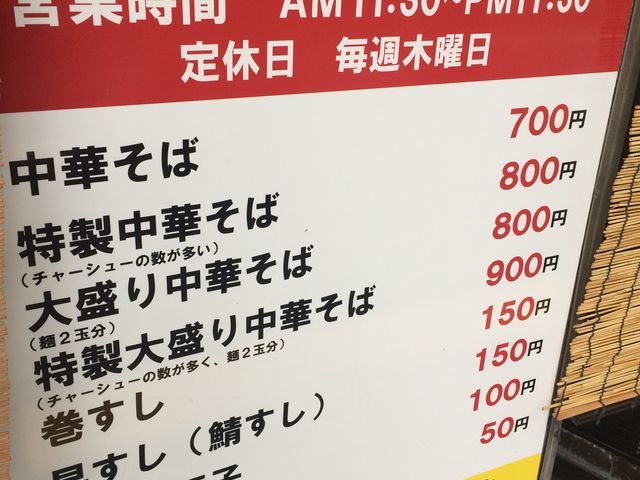 営業時間 AM11:30～PM11:30
定休日 毎週木曜日
中華そば 700円
特製中華そば 800円
(チャーシューの数が多い)
大盛り中華そば 800円
(麺2玉分)
特製大盛り中華そば 900円
(チャーシューの数が多く、麺2玉分)
巻すし 150円
早すし(鯖すし) 150円
100円
50円